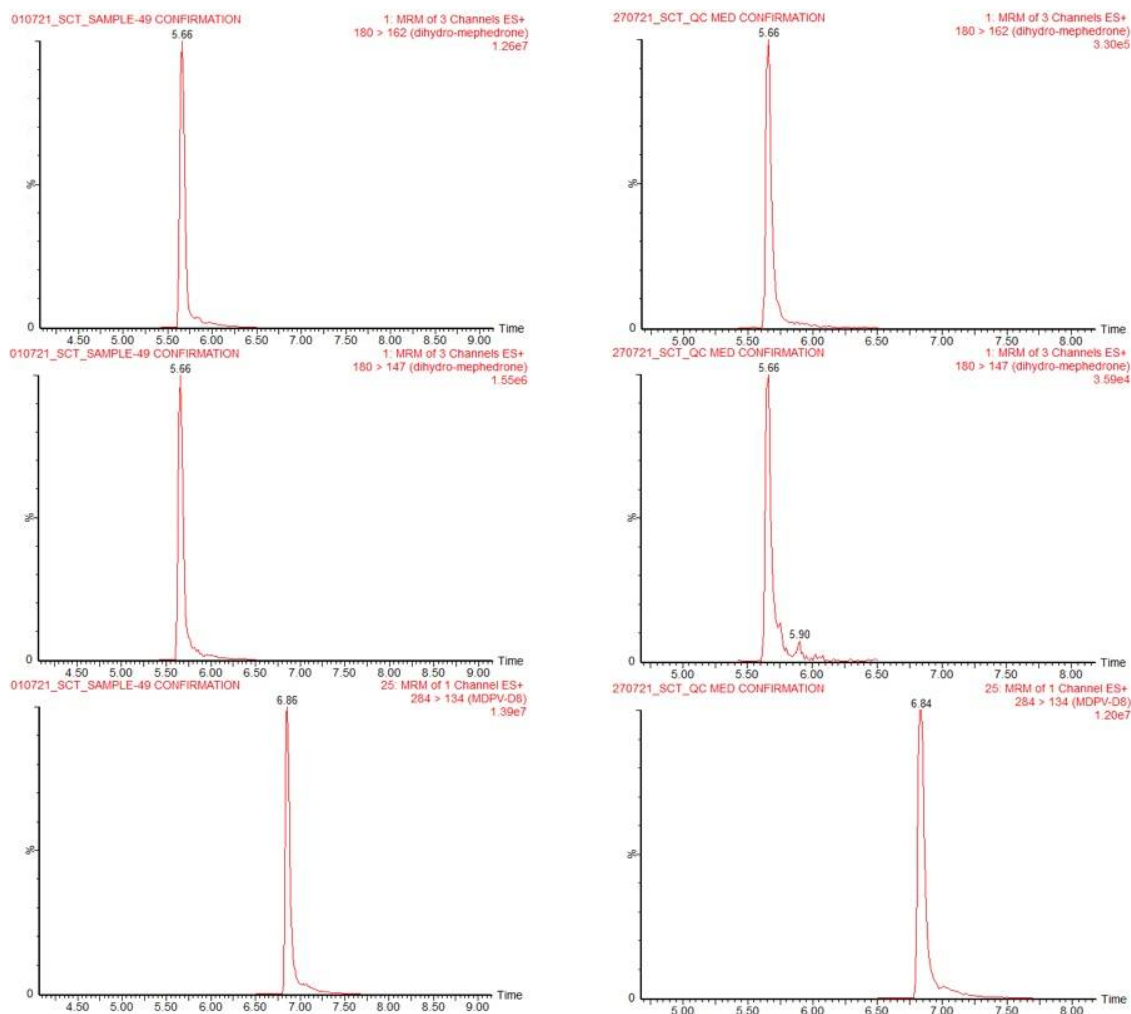 010721_SCT_SAMPLE-49 CONFIRMATION
1: MRM of 3 Channels ES+
180 > 162 (dihydro-mephedrone)
1.26e7
5.66
%
0
4.50 5.00 5.50 6.00 6.50 7.00 7.50 8.00 8.50 9.00
Time
270721_SCT_QC MED CONFIRMATION
1: MRM of 3 Channels ES+
180 > 162 (dihydro-mephedrone)
3.30e5
5.66
%
0
5.00 5.50 6.00 6.50 7.00 7.50 8.00
Time
010721_SCT_SAMPLE-49 CONFIRMATION
1: MRM of 3 Channels ES+
180 > 147 (dihydro-mephedrone)
1.55e6
5.66
%
0
4.50 5.00 5.50 6.00 6.50 7.00 7.50 8.00 8.50 9.00
Time
270721_SCT_QC MED CONFIRMATION
1: MRM of 3 Channels ES+
180 > 147 (dihydro-mephedrone)
3.59e4
5.66
5.90
%
0
5.00 5.50 6.00 6.50 7.00 7.50 8.00
Time
010721_SCT_SAMPLE-49 CONFIRMATION
25: MRM of 1 Channel ES+
284 > 134 (MDPV-D8)
1.39e7
6.86
%
0
4.50 5.00 5.50 6.00 6.50 7.00 7.50 8.00 8.50 9.00
Time
270721_SCT_QC MED CONFIRMATION
25: MRM of 1 Channel ES+
284 > 134 (MDPV-D8)
1.20e7
6.84
%
0
5.00 5.50 6.00 6.50 7.00 7.50 8.00
Time